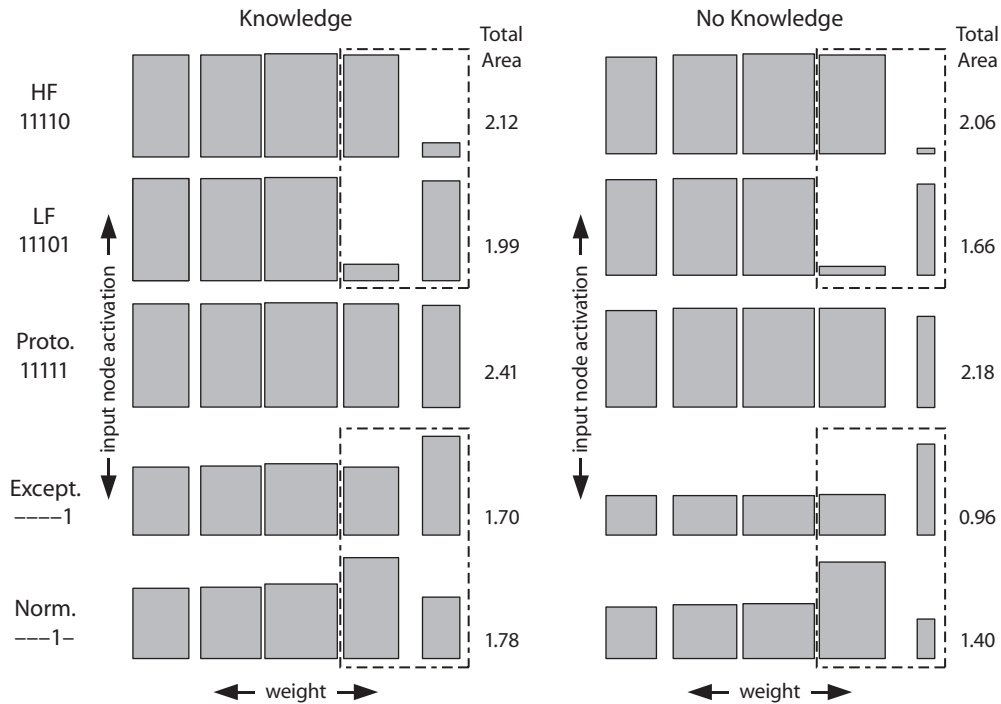 Knowledge
No Knowledge
Total
Area
Total
Area
HF
11110
2.12
2.06
LF
11101
1.99
1.66
input node activation
input node activation
Proto.
11111
2.41
2.18
Except.
––––1
1.70
0.96
Norm.
–––1–
1.78
1.40
weight
weight